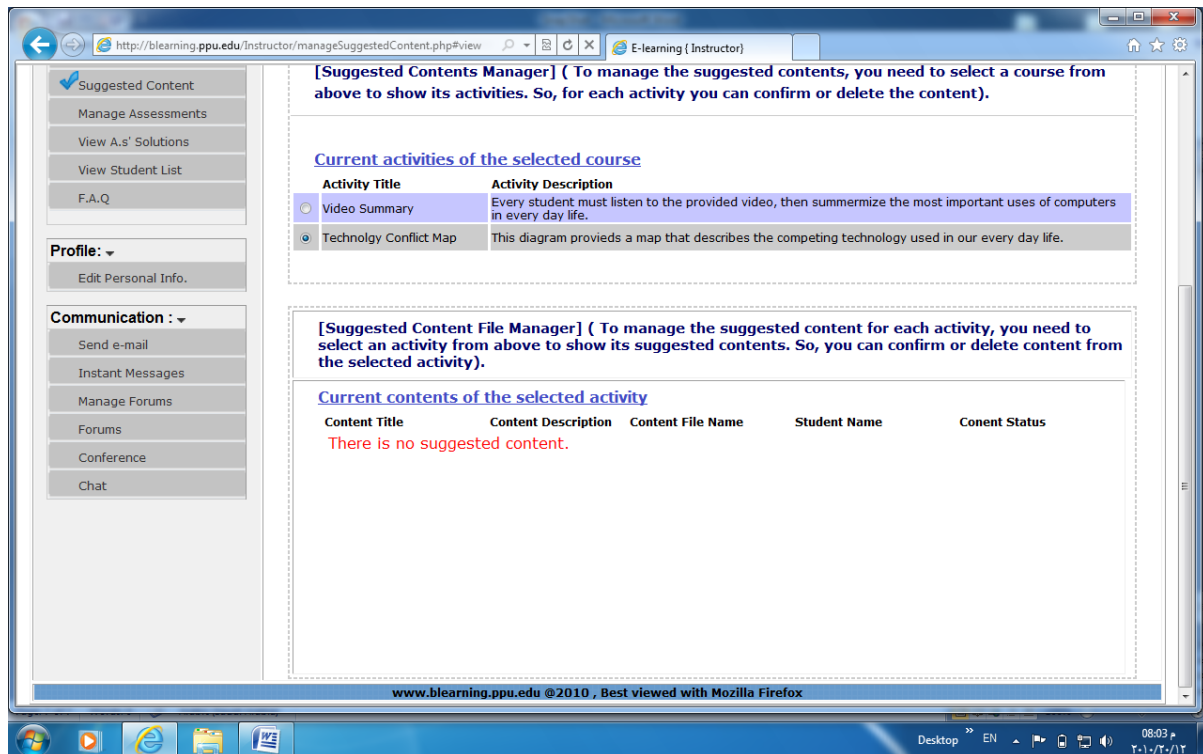 http://blearning.ppu.edu/Instructor/manageSuggestedContent.php#view
E-learning { Instructor}
Suggested Content
Manage Assessments
View A.s' Solutions
View Student List
F.A.Q
Profile:
Edit Personal Info.
Communication :
Send e-mail
Instant Messages
Manage Forums
Forums
Conference
Chat
[Suggested Contents Manager] ( To manage the suggested contents, you need to select a course from
above to show its activities. So, for each activity you can confirm or delete the content).
Current activities of the selected course
Activity Title Activity Description
Video Summary Every student must listen to the provided video, then summermize the most important uses of computers
in every day life.
Technolgy Conflict Map This diagram provieds a map that describes the competing technology used in our every day life.
[Suggested Content File Manager] ( To manage the suggested content for each activity, you need to
select an activity from above to show its suggested contents. So, you can confirm or delete content from
the selected activity).
Current contents of the selected activity
Content Title Content Description Content File Name Student Name Conent Status
There is no suggested content.
www.blearning.ppu.edu @2010 , Best viewed with Mozilla Firefox
Desktop EN 08:03 م